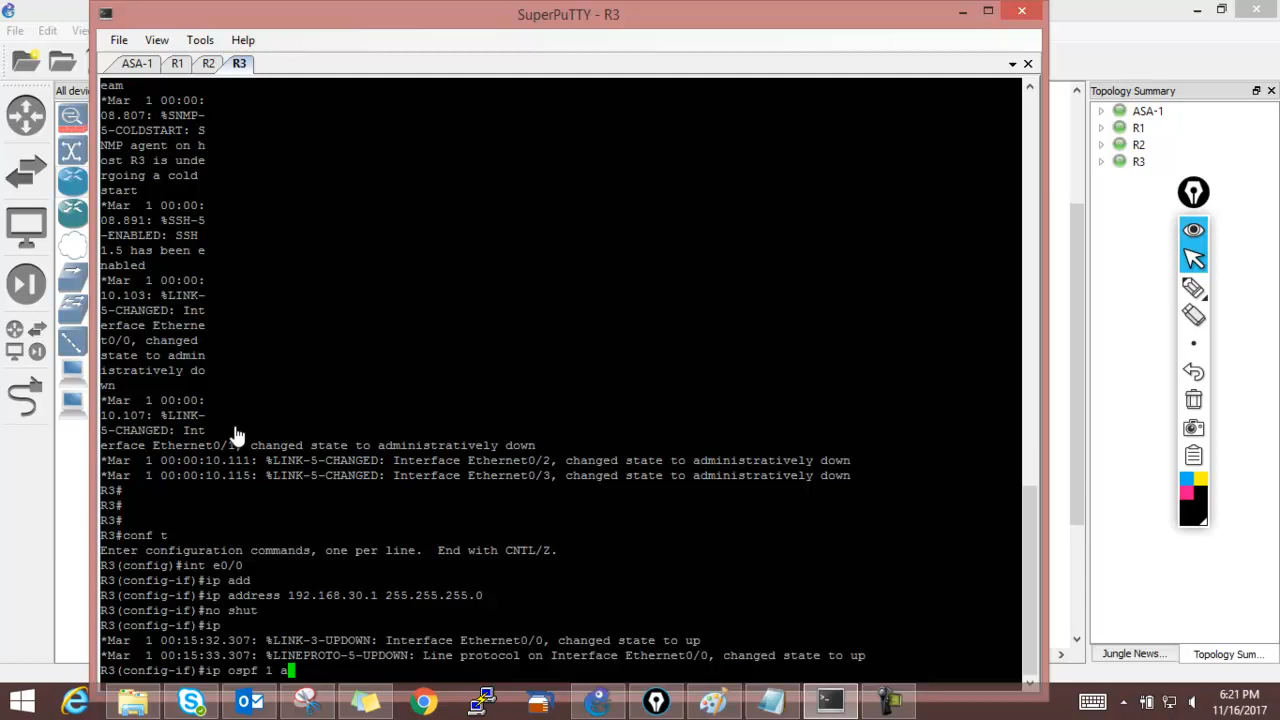 SuperPuTTY - R3
File Edit Vie
File View Tools Help
ASA-1 R1 R2 R3
All devi
Topology Summary
ASA-1
R1
R2
R3
eam
*Mar  1 00:00:
08.807: %SNMP-
5-COLDSTART: S
NMP agent on h
ost R3 is unde
rgoing a cold
start
*Mar  1 00:00:
08.891: %SSH-5
-ENABLED: SSH
1.5 has been e
nabled
*Mar  1 00:00:
10.103: %LINK-
5-CHANGED: Int
erface Etherne
t0/0, changed
state to admin
istratively do
wn
*Mar  1 00:00:
10.107: %LINK-
5-CHANGED: Int
erface Ethernet0/1, changed state to administratively down
*Mar  1 00:00:10.111: %LINK-5-CHANGED: Interface Ethernet0/2, changed state to administratively down
*Mar  1 00:00:10.115: %LINK-5-CHANGED: Interface Ethernet0/3, changed state to administratively down
R3#
R3#
R3#
R3#conf t
Enter configuration commands, one per line.  End with CNTL/Z.
R3(config)#int e0/0
R3(config-if)#ip add
R3(config-if)#ip address 192.168.30.1 255.255.255.0
R3(config-if)#no shut
R3(config-if)#ip
*Mar  1 00:15:32.307: %LINK-3-UPDOWN: Interface Ethernet0/0, changed state to up
*Mar  1 00:15:33.307: %LINEPROTO-5-UPDOWN: Line protocol on Interface Ethernet0/0, changed state to up
R3(config-if)#ip ospf 1 a
Jungle News... Topology Sum...
6:21 PM
11/16/2017